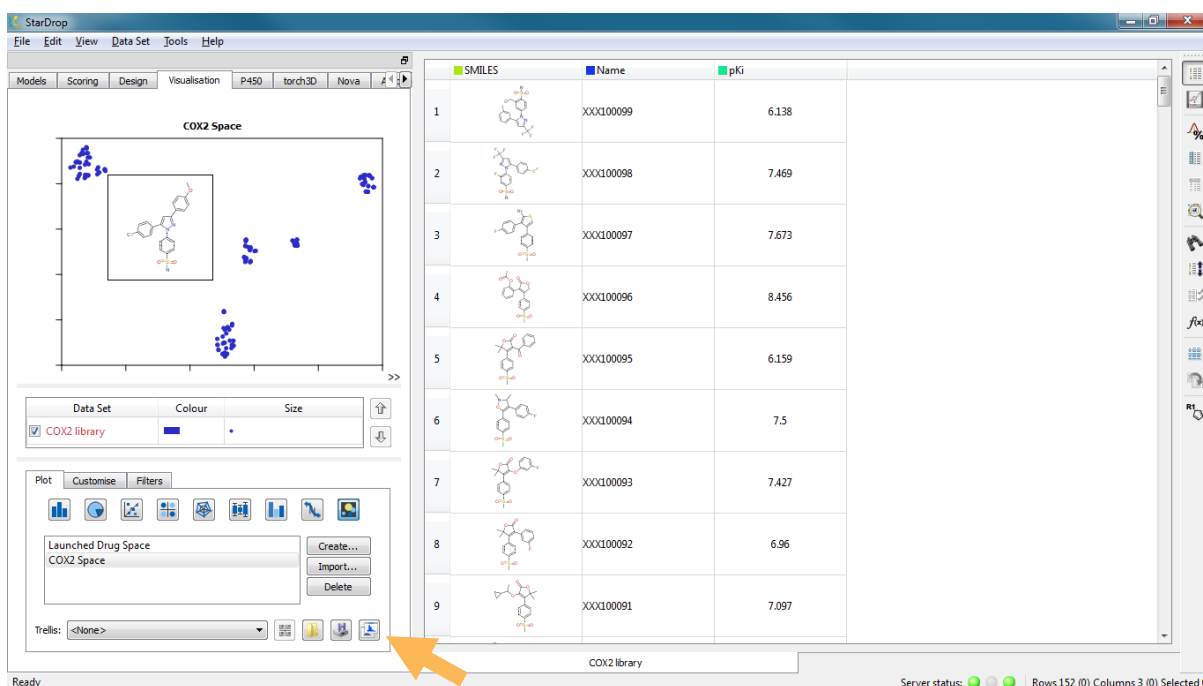 StarDrop
File Edit View Data Set Tools Help
Models Scoring Design Visualisation P450 torch3D Nova
COX2 Space
>>
Data Set Colour Size
COX2 library
Plot Customise Filters
Launched Drug Space
COX2 Space
Create...
Import...
Delete
Trellis: <None>
SMILES Name pKi
1 XXX100099 6.138
2 XXX100098 7.469
3 XXX100097 7.673
4 XXX100096 8.456
5 XXX100095 6.159
6 XXX100094 7.5
7 XXX100093 7.427
8 XXX100092 6.96
9 XXX100091 7.097
COX2 library
%
f(x)
R1
Ready
Server status: Rows 152 (0) Columns 3 (0) Selected